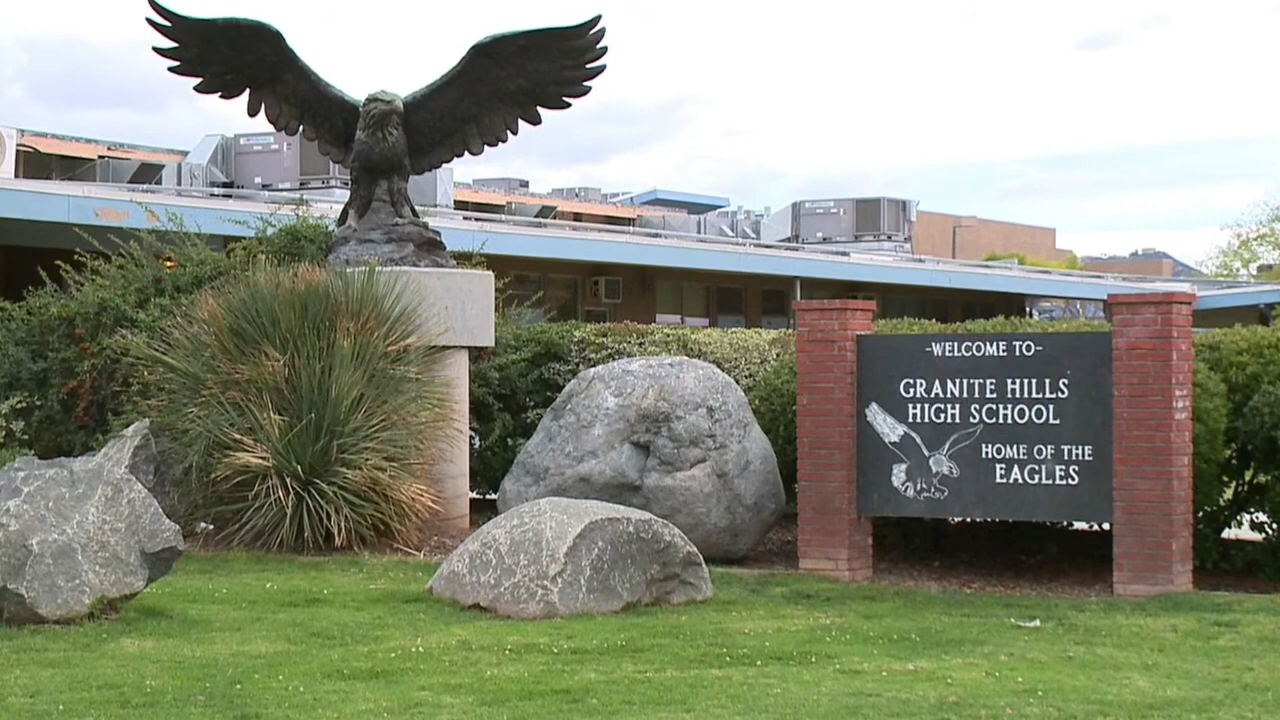 -WELCOME TO-
GRANITE HILLS
HIGH SCHOOL
HOME OF THE
EAGLES